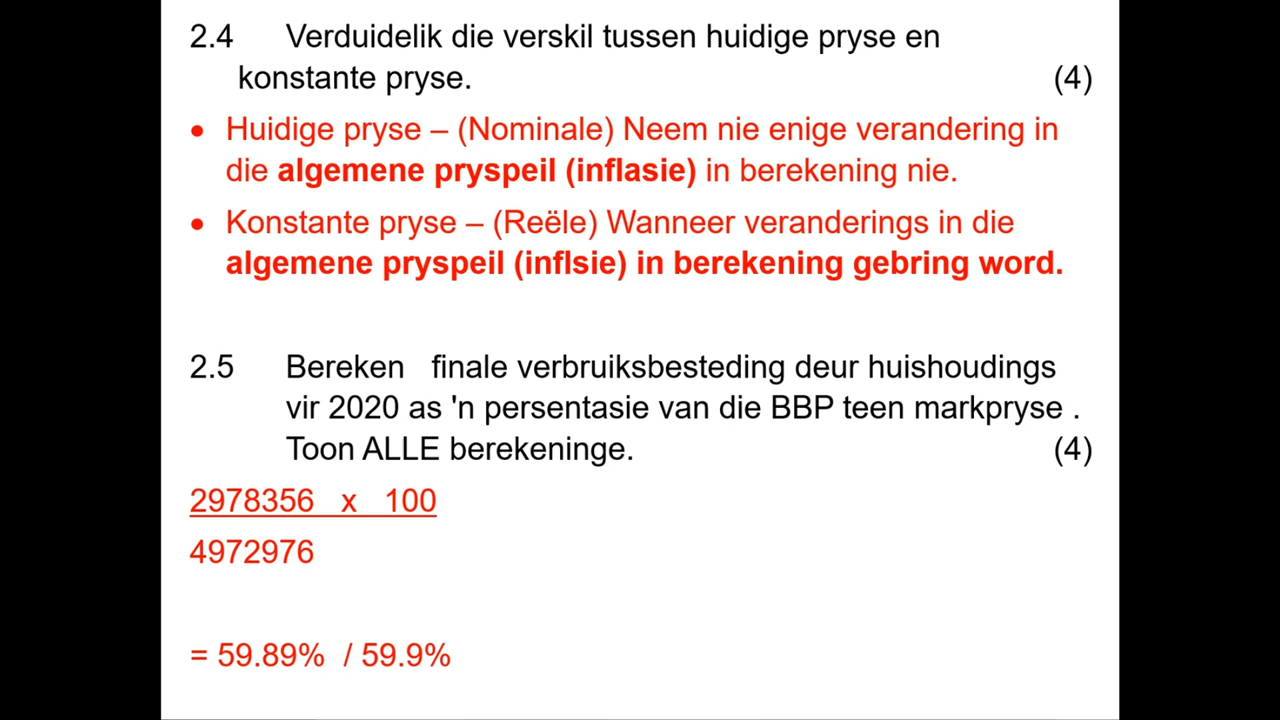 2.4 Verduidelik die verskil tussen huidige pryse en
konstante pryse. (4)
• Huidige pryse – (Nominale) Neem nie enige verandering in
die algemene pryspeil (inflasie) in berekening nie.
• Konstante pryse – (Reële) Wanneer veranderings in die
algemene pryspeil (inflsie) in berekening gebring word.
2.5 Bereken finale verbruiksbesteding deur huishoudings
vir 2020 as 'n persentasie van die BBP teen markpryse .
Toon ALLE berekeninge. (4)
2978356 x 100
4972976
= 59.89% / 59.9%